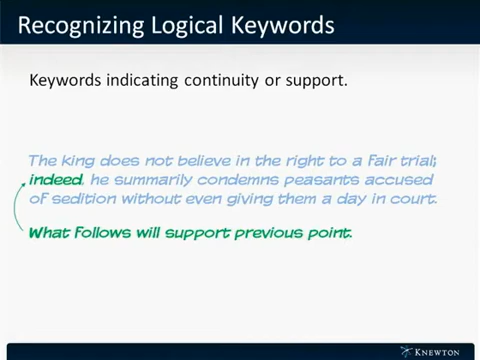 Recognizing Logical Keywords
Keywords indicating continuity or support.
The king does not believe in the right to a fair trial;
indeed, he summarily condemns peasants accused
of sedition without even giving them a day in court.
What follows will support previous point.
KNEWTON